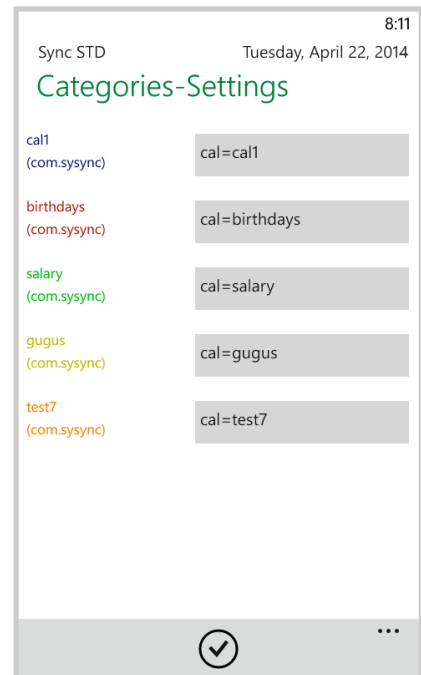 8:11
Sync STD Tuesday, April 22, 2014
Categories-Settings
cal1
(com.sysync)
cal=cal1
birthdays
(com.sysync)
cal=birthdays
salary
(com.sysync)
cal=salary
gugus
(com.sysync)
cal=gugus
test7
(com.sysync)
cal=test7